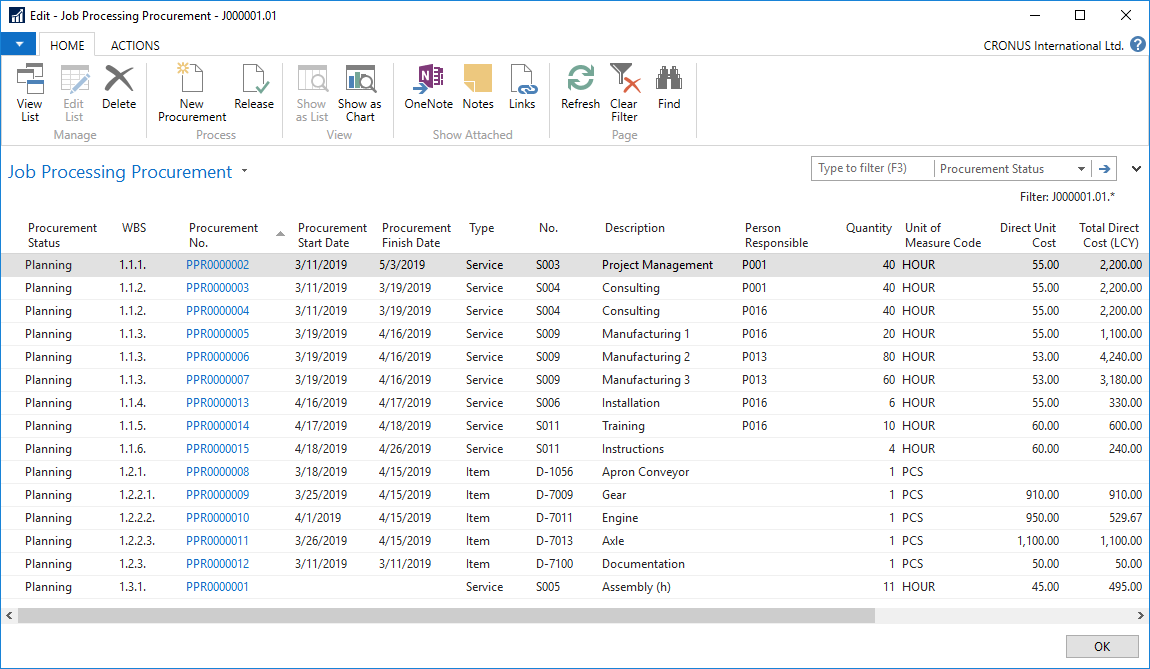 Edit - Job Processing Procurement - J000001.01
HOME ACTIONS CRONUS International Ltd. ?
View List
Edit List
Delete
New Procurement
Release
Show as List
Show as Chart
OneNote
Notes
Links
Refresh
Clear Filter
Find
Manage Process View Show Attached Page
Job Processing Procurement
Type to filter (F3) Procurement Status
Filter: J000001.01.*
Procurement Status WBS Procurement No. Procurement Start Date Procurement Finish Date Type No. Description Person Responsible Quantity Unit of Measure Code Direct Unit Cost Total Direct Cost (LCY)
Planning 1.1.1. PPR0000002 3/11/2019 5/3/2019 Service S003 Project Management P001 40 HOUR 55.00 2,200.00
Planning 1.1.2. PPR0000003 3/11/2019 3/19/2019 Service S004 Consulting P001 40 HOUR 55.00 2,200.00
Planning 1.1.2. PPR0000004 3/11/2019 3/19/2019 Service S004 Consulting P016 40 HOUR 55.00 2,200.00
Planning 1.1.3. PPR0000005 3/19/2019 4/16/2019 Service S009 Manufacturing 1 P016 20 HOUR 55.00 1,100.00
Planning 1.1.3. PPR0000006 3/19/2019 4/16/2019 Service S009 Manufacturing 2 P013 80 HOUR 53.00 4,240.00
Planning 1.1.3. PPR0000007 3/19/2019 4/16/2019 Service S009 Manufacturing 3 P013 60 HOUR 53.00 3,180.00
Planning 1.1.4. PPR0000013 4/16/2019 4/17/2019 Service S006 Installation P016 6 HOUR 55.00 330.00
Planning 1.1.5. PPR0000014 4/17/2019 4/18/2019 Service S011 Training P016 10 HOUR 60.00 600.00
Planning 1.1.6. PPR0000015 4/18/2019 4/26/2019 Service S011 Instructions 4 HOUR 60.00 240.00
Planning 1.2.1. PPR0000008 3/18/2019 4/15/2019 Item D-1056 Apron Conveyor 1 PCS
Planning 1.2.2.1. PPR0000009 3/25/2019 4/15/2019 Item D-7009 Gear 1 PCS 910.00 910.00
Planning 1.2.2.2. PPR0000010 4/1/2019 4/15/2019 Item D-7011 Engine 1 PCS 950.00 529.67
Planning 1.2.2.3. PPR0000011 3/26/2019 4/15/2019 Item D-7013 Axle 1 PCS 1,100.00 1,100.00
Planning 1.2.3. PPR0000012 3/11/2019 3/11/2019 Item D-7100 Documentation 1 PCS 50.00 50.00
Planning 1.3.1. PPR0000001 Service S005 Assembly (h) 11 HOUR 45.00 495.00
OK